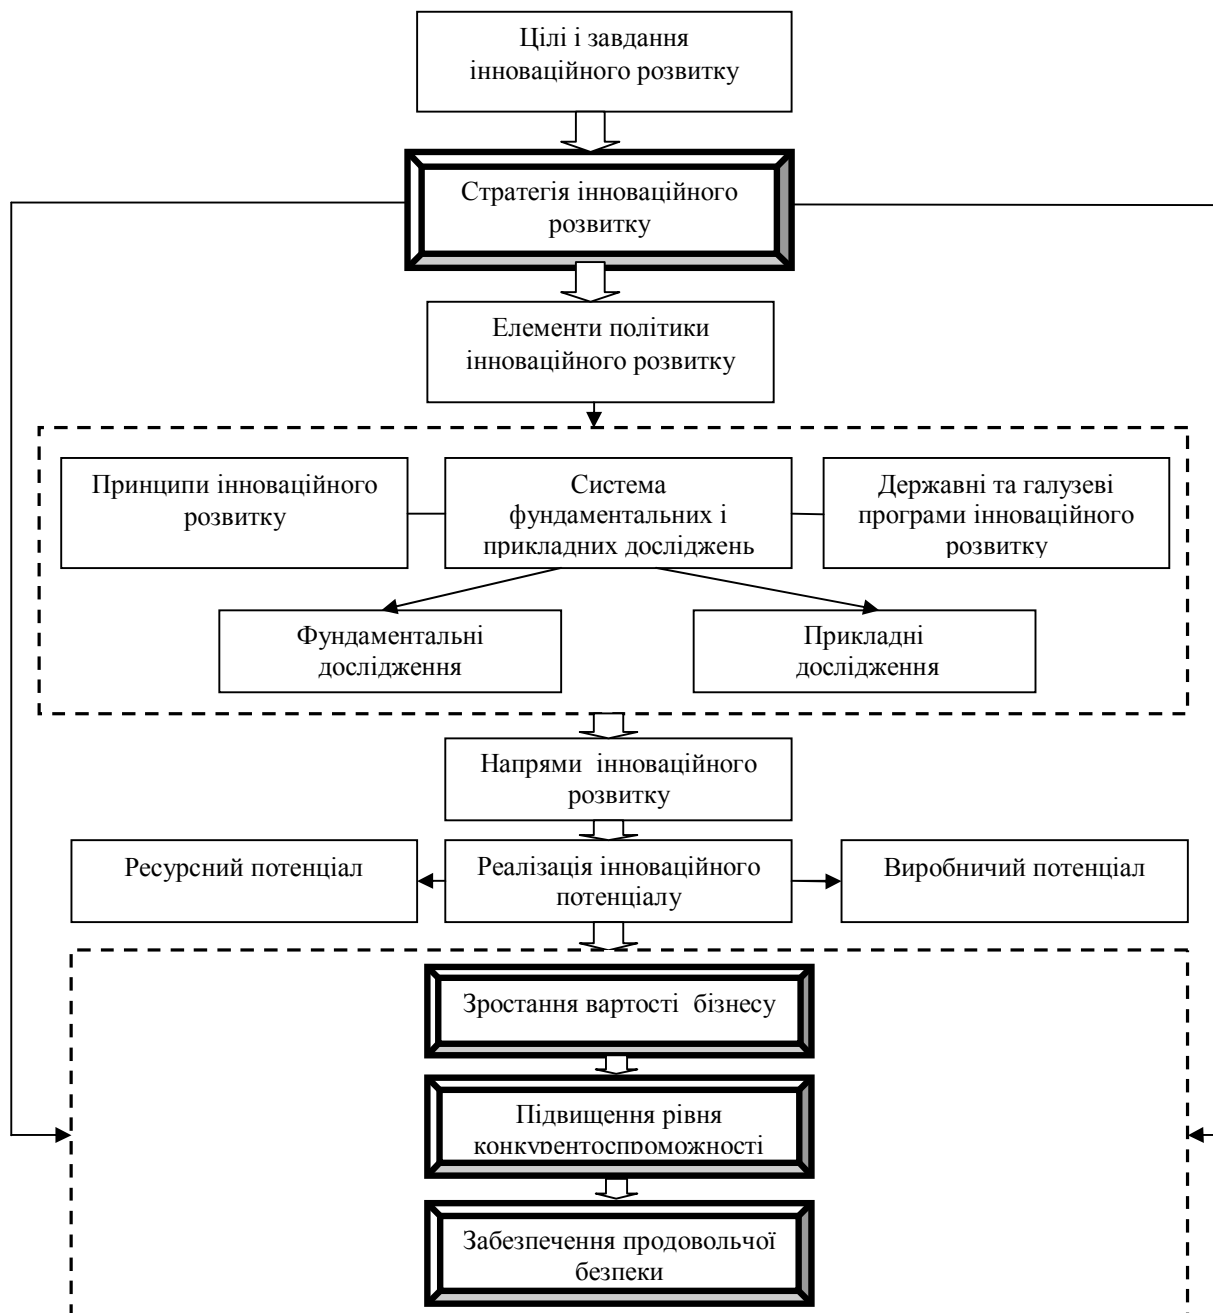 Цілі і завдання
інноваційного розвитку
Стратегія інноваційного
розвитку
Елементи політики
інноваційного розвитку
Принципи інноваційного
розвитку
Система
фундаментальних і
прикладних досліджень
Державні та галузеві
програми інноваційного
розвитку
Фундаментальні
дослідження
Прикладні
дослідження
Напрями  інноваційного
розвитку
Ресурсний потенціал
Реалізація інноваційного
потенціалу
Виробничий потенціал
Зростання вартості  бізнесу
Підвищення рівня
конкурентоспроможності
Забезпечення продовольчої
безпеки